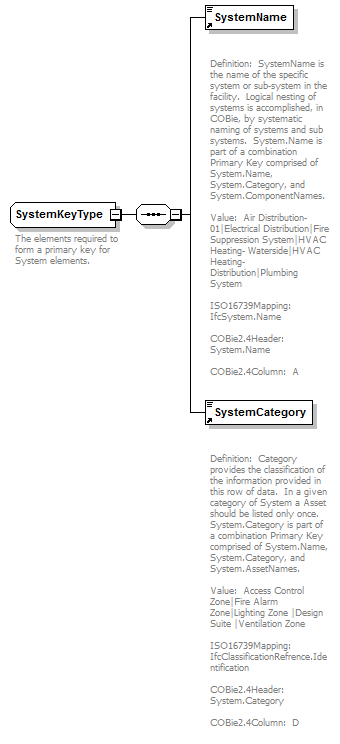 SystemName
Definition:  SystemName is
the name of the specific
system or sub-system in the
facility.  Logical nesting of
systems is accomplished, in
COBie, by systematic
naming of systems and sub
systems.  System.Name is
part of a combination
Primary Key comprised of
System.Name,
System.Category, and
System.ComponentNames.
Value:  Air Distribution-
01|Electrical Distribution|Fire
Suppression System|HVAC
Heating- Waterside|HVAC
Heating-
Distribution|Plumbing
System
ISO16739Mapping:
IfcSystem.Name
COBie2.4Header:
System.Name
COBie2.4Column:  A
SystemKeyType
The elements required to
form a primary key for
System elements.
SystemCategory
Definition:  Category
provides the classification of
the information provided in
this row of data.  In a given
category of System a Asset
should be listed only once.
System.Category is part of
a combination Primary Key
comprised of System.Name,
System.Category, and
System.AssetNames.
Value:  Access Control
Zone|Fire Alarm
Zone|Lighting Zone |Design
Suite |Ventilation Zone
ISO16739Mapping:
IfcClassificationRefrence.Ide
ntification
COBie2.4Header:
System.Category
COBie2.4Column:  D